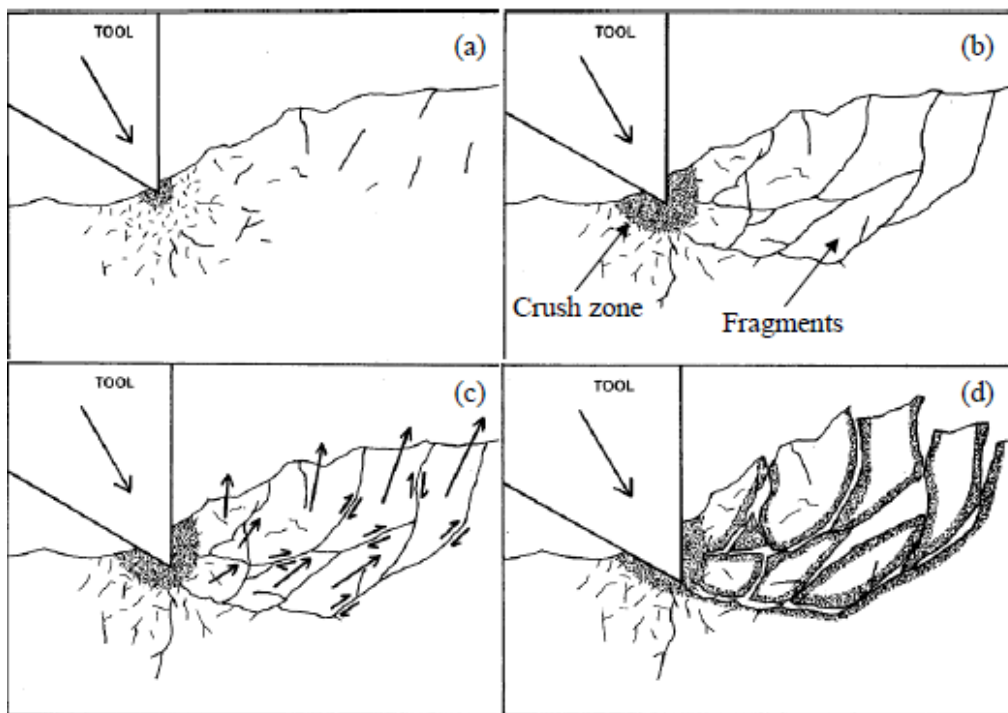 TOOL
(a)
TOOL
(b)
Crush zone
Fragments
TOOL
(c)
TOOL
(d)